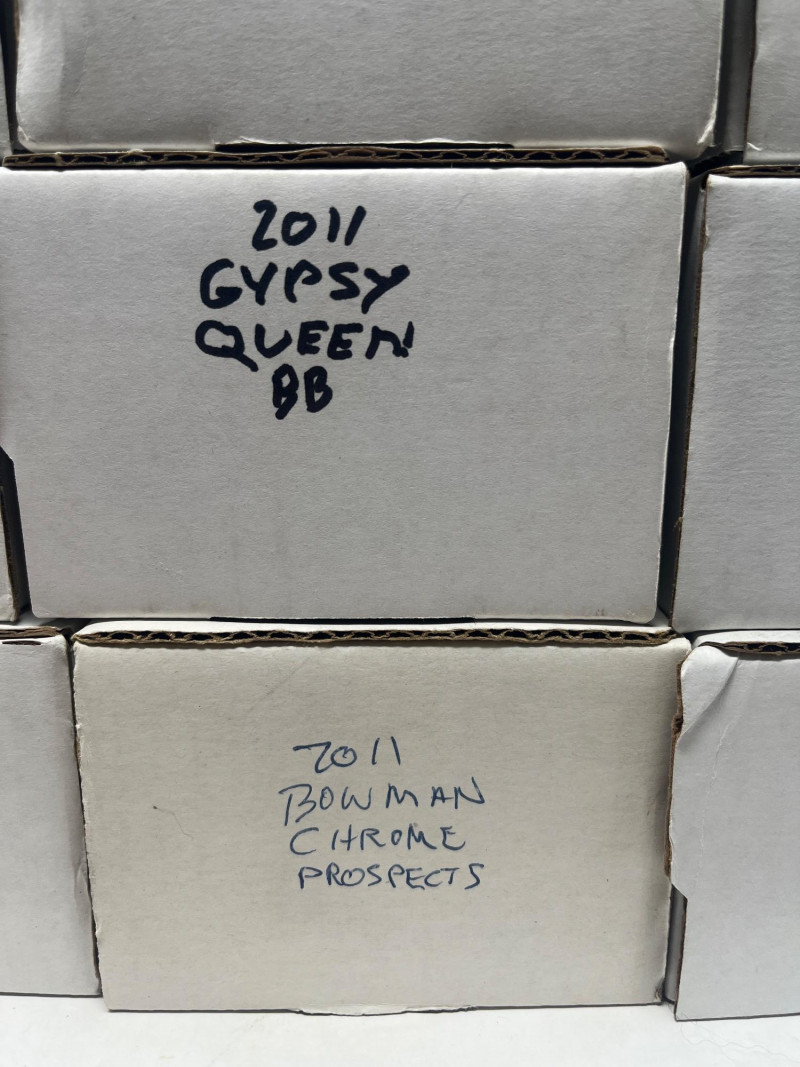 2011
GYPSY
QUEEN
BB
2011
BOWMAN
CHROME
PROSPECTS